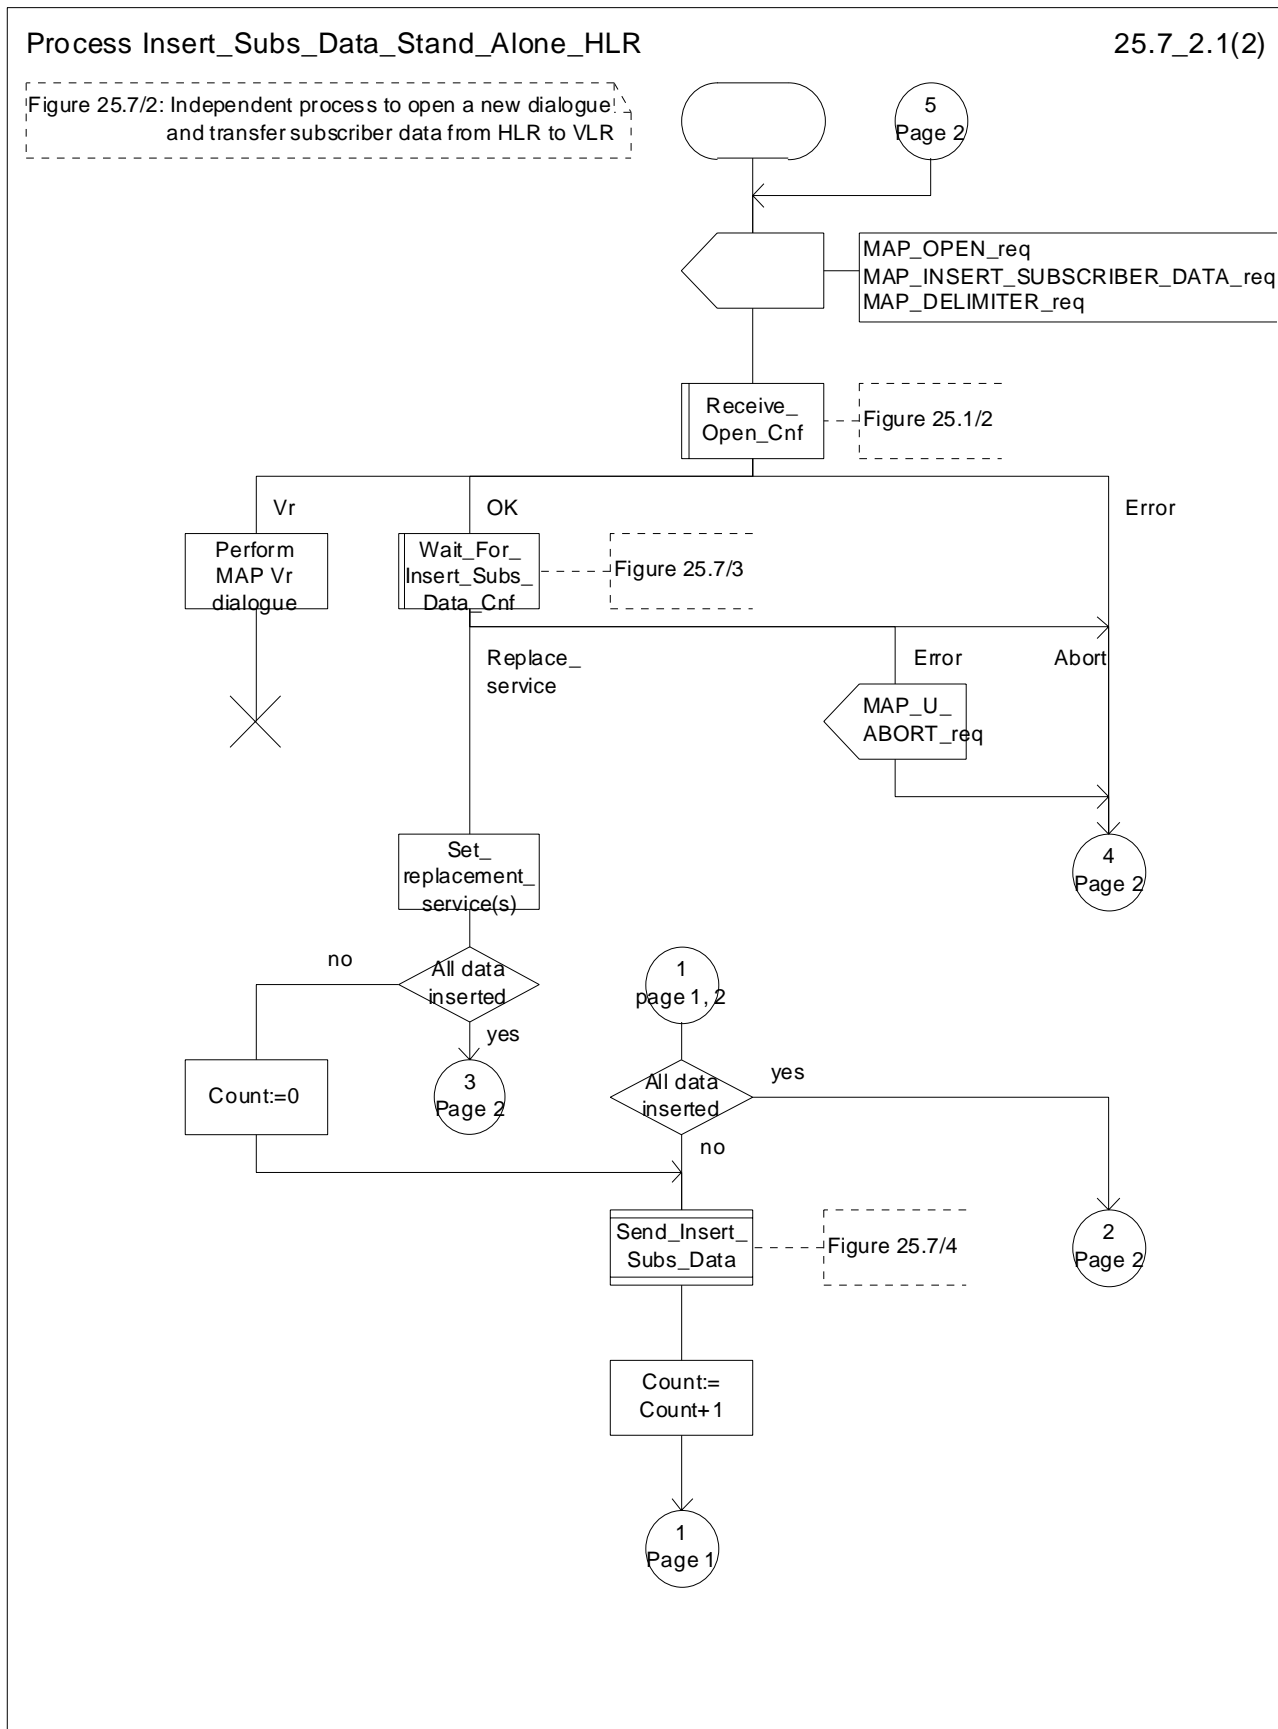 Process Insert_Subs_Data_Stand_Alone_HLR
25.7_2.1(2)
Figure 25.7/2: Independent process to open a new dialogue
and transfer subscriber data from HLR to VLR
5
Page 2
MAP_OPEN_req
MAP_INSERT_SUBSCRIBER_DATA_req
MAP_DELIMITER_req
Receive_
Open_Cnf
Figure 25.1/2
Vr
OK
Error
Perform
MAP Vr
dialogue
Wait_For_
Insert_Subs_
Data_Cnf
Figure 25.7/3
Replace_
service
Error
Abort
MAP_U_
ABORT_req
Set_
replacement_
service(s)
4
Page 2
no
All data
inserted
yes
1
page 1, 2
Count:=0
3
Page 2
All data
inserted
yes
no
Send_Insert_
Subs_Data
Figure 25.7/4
2
Page 2
Count:=
Count+1
1
Page 1